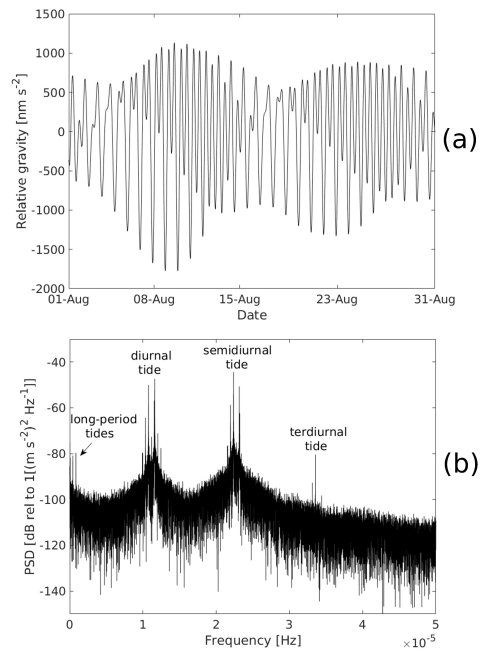 1500
1000
500
0
-500
-1000
-1500
-2000
Relative gravity [nm s-2]
01-Aug 08-Aug 15-Aug 23-Aug 31-Aug
Date
(a)
-40
-60
-80
-100
-120
-140
PSD [dB rel to 1[(m s-2)2 Hz-1]]
diurnal
tide
semidiurnal
tide
long-period
tides
terdiurnal
tide
(b)
0 1 2 3 4 5
Frequency [Hz]
×10-5